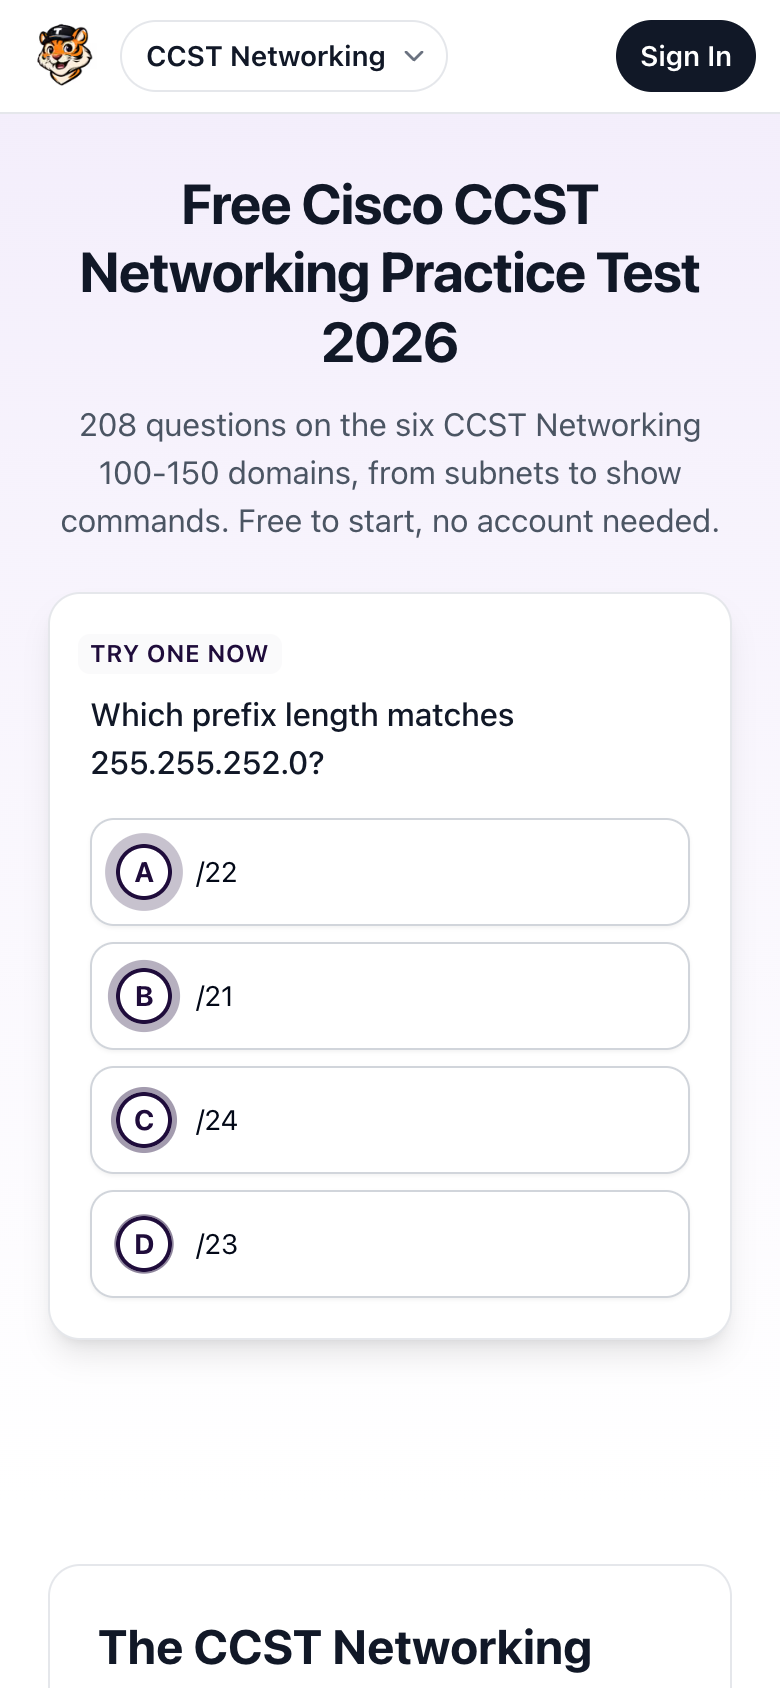 CCST Networking
Sign In
Free Cisco CCST
Networking Practice Test
2026
208 questions on the six CCST Networking
100-150 domains, from subnets to show
commands. Free to start, no account needed.
TRY ONE NOW
Which prefix length matches
255.255.252.0?
A /22
B /21
C /24
D /23
The CCST Networking